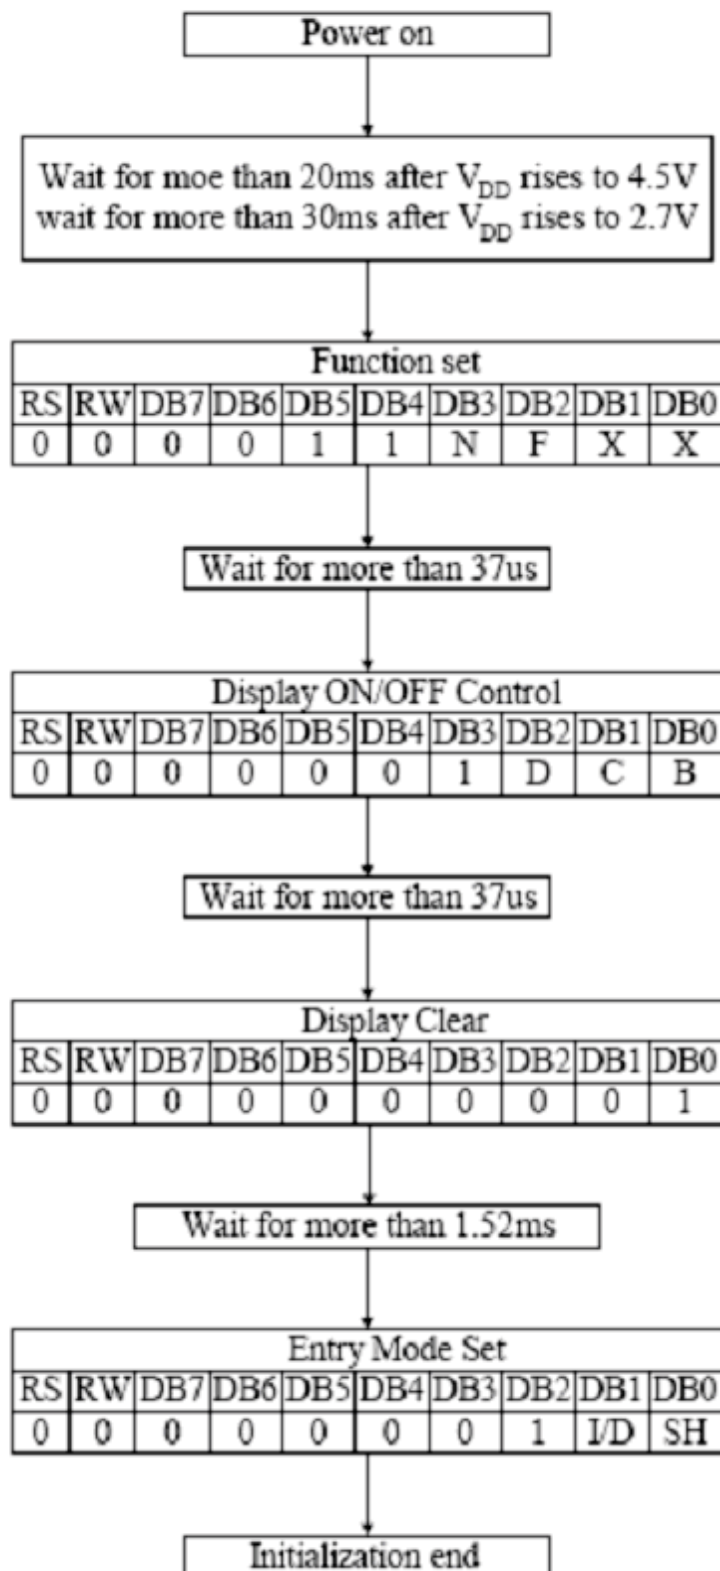 Power on
Wait for moe than 20ms after VDD rises to 4.5V
wait for more than 30ms after VDD rises to 2.7V
Function set
RS RW DB7 DB6 DB5 DB4 DB3 DB2 DB1 DB0
0 0 0 0 1 1 N F X X
Wait for more than 37us
Display ON/OFF Control
RS RW DB7 DB6 DB5 DB4 DB3 DB2 DB1 DB0
0 0 0 0 0 0 1 D C B
Wait for more than 37us
Display Clear
RS RW DB7 DB6 DB5 DB4 DB3 DB2 DB1 DB0
0 0 0 0 0 0 0 0 0 1
Wait for more than 1.52ms
Entry Mode Set
RS RW DB7 DB6 DB5 DB4 DB3 DB2 DB1 DB0
0 0 0 0 0 0 0 1 I/D SH
Initialization end